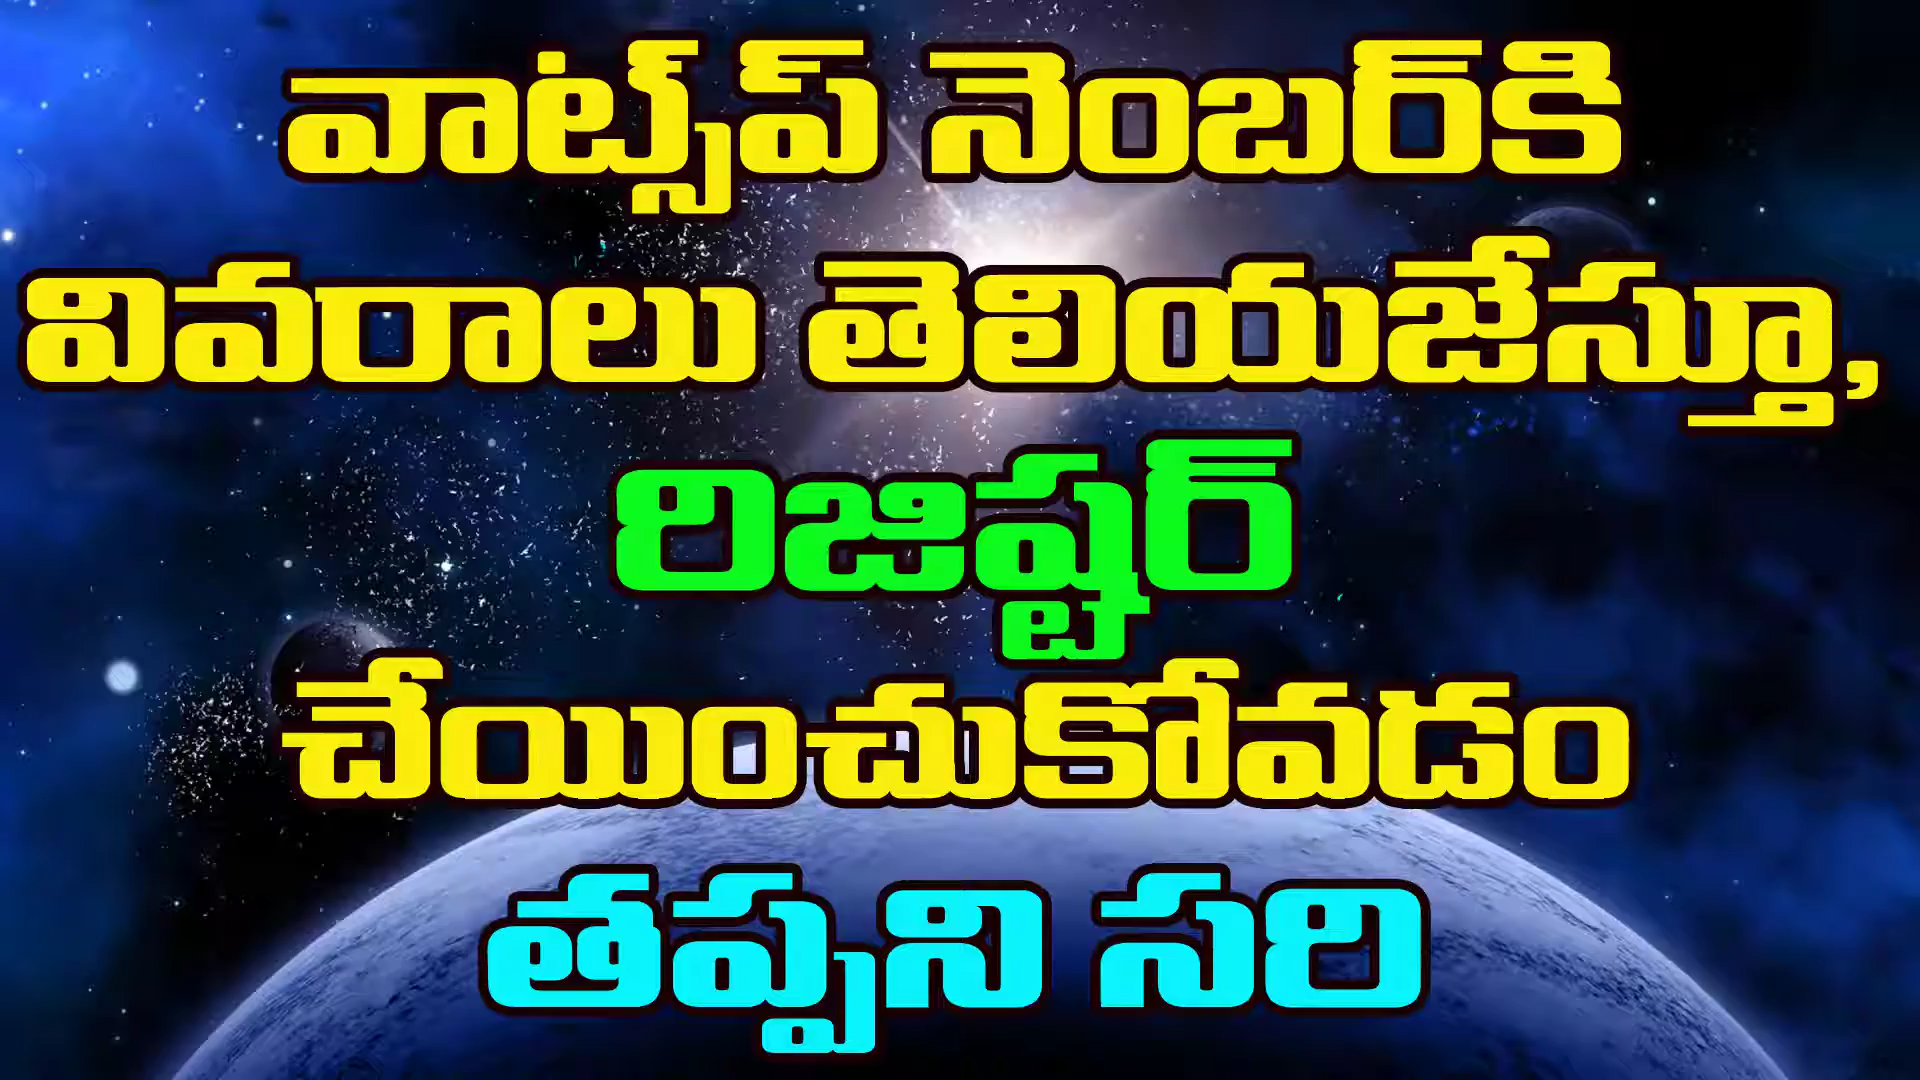 వాట్సప్ నెంబర్‌కి
వివరాలు తెలియజేస్తూ,
రిజిష్టర్
చేయించుకోవడం
తప్పని సరి